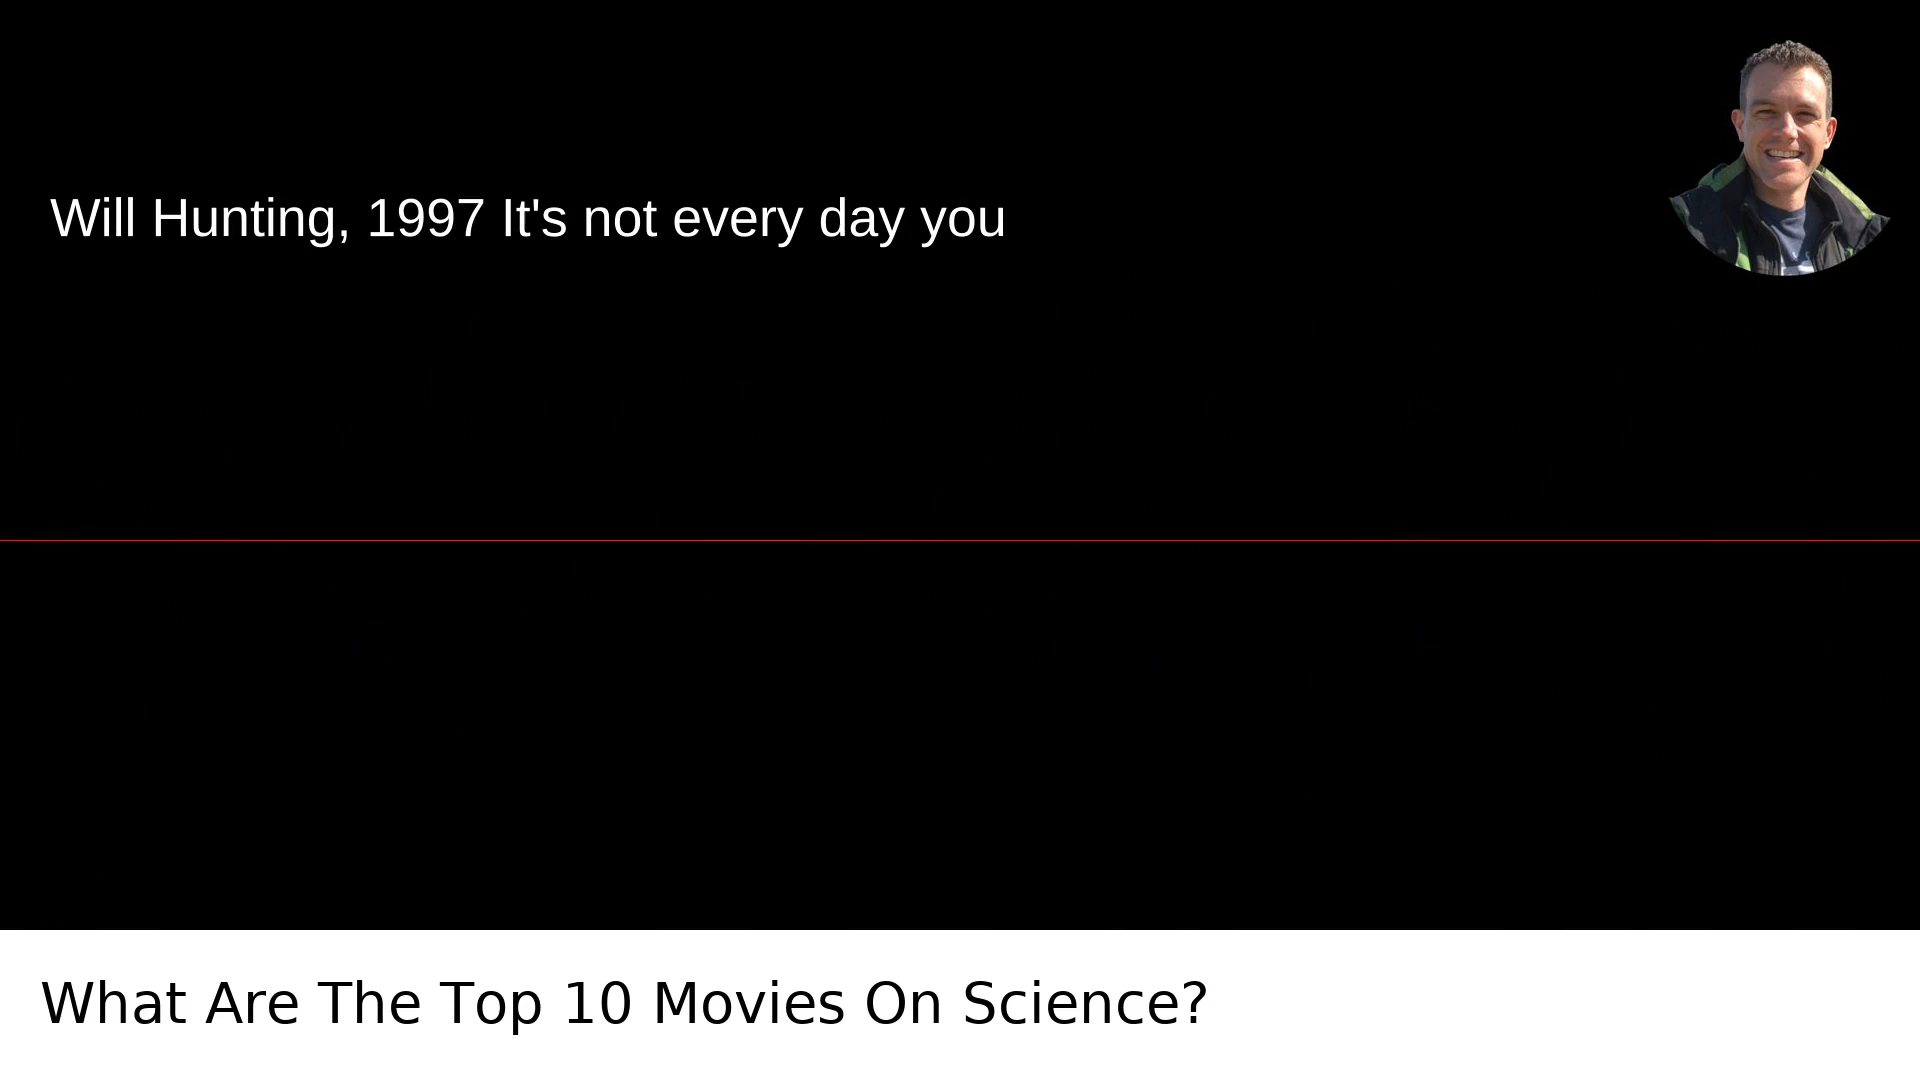 Will Hunting, 1997 It's not every day you
What Are The Top 10 Movies On Science?